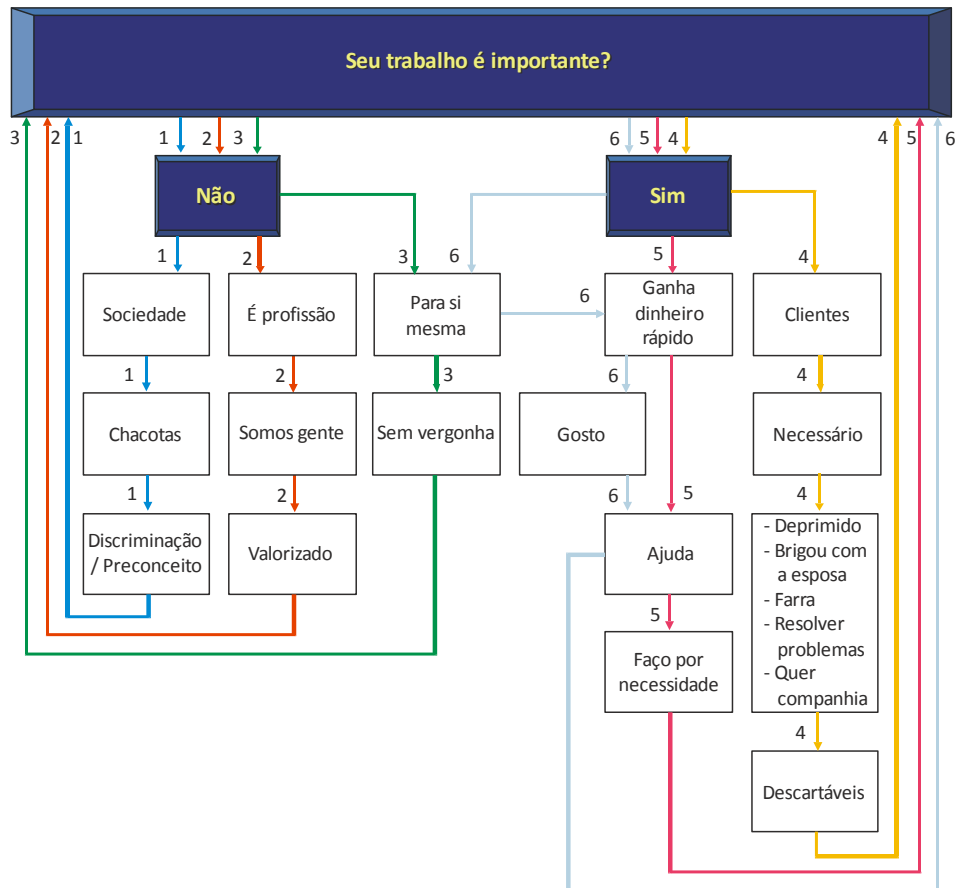 Seu trabalho é importante?
3
2
1
1
2
3
6
5
4
4
5
6
Não
Sim
1
2
3
6
5
4
Sociedade
É profissão
Para si
mesma
6
Ganha
dinheiro
rápido
Clientes
1
2
3
6
4
Chacotas
Somos gente
Sem vergonha
Gosto
Necessário
1
2
6
5
4
Discriminação
/ Preconceito
Valorizado
Ajuda
- Deprimido
- Brigou com
a esposa
- Farra
- Resolver
problemas
- Quer
companhia
5
Faço por
necessidade
4
Descartáveis